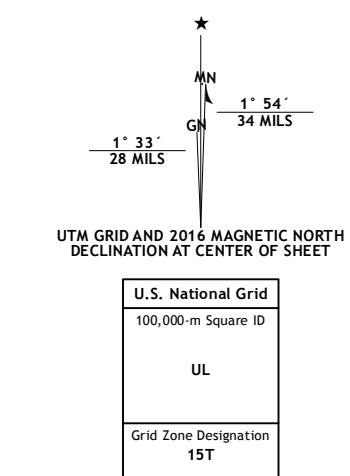 ★
MN
1° 54´
GN
34 MILS
1° 33´
28 MILS
UTM GRID AND 2016 MAGNETIC NORTH
DECLINATION AT CENTER OF SHEET
U.S. National Grid
100,000-m Square ID
UL
Grid Zone Designation
15T